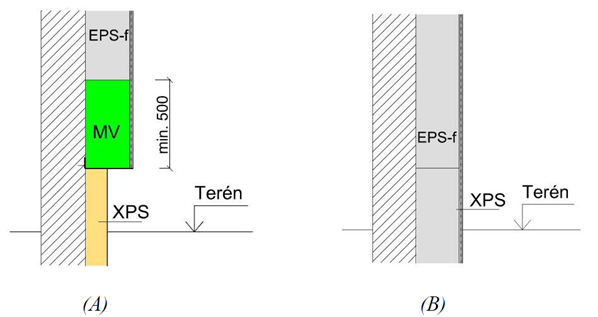 EPS-f
MV
min. 500
Terén
XPS
(A)
EPS-f
Terén
XPS
(B)